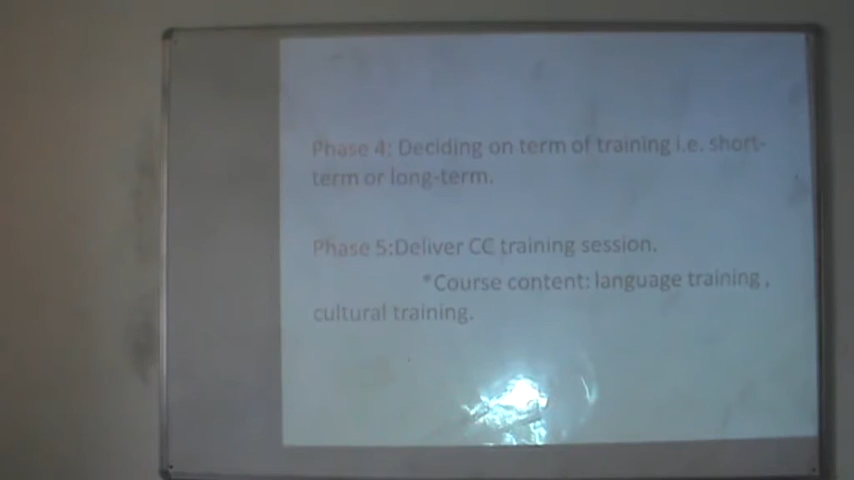 Phase 4: Deciding on term of training i.e. short-
term or long-term.
Phase 5:Deliver CC training session.
*Course content: language training ,
cultural training.